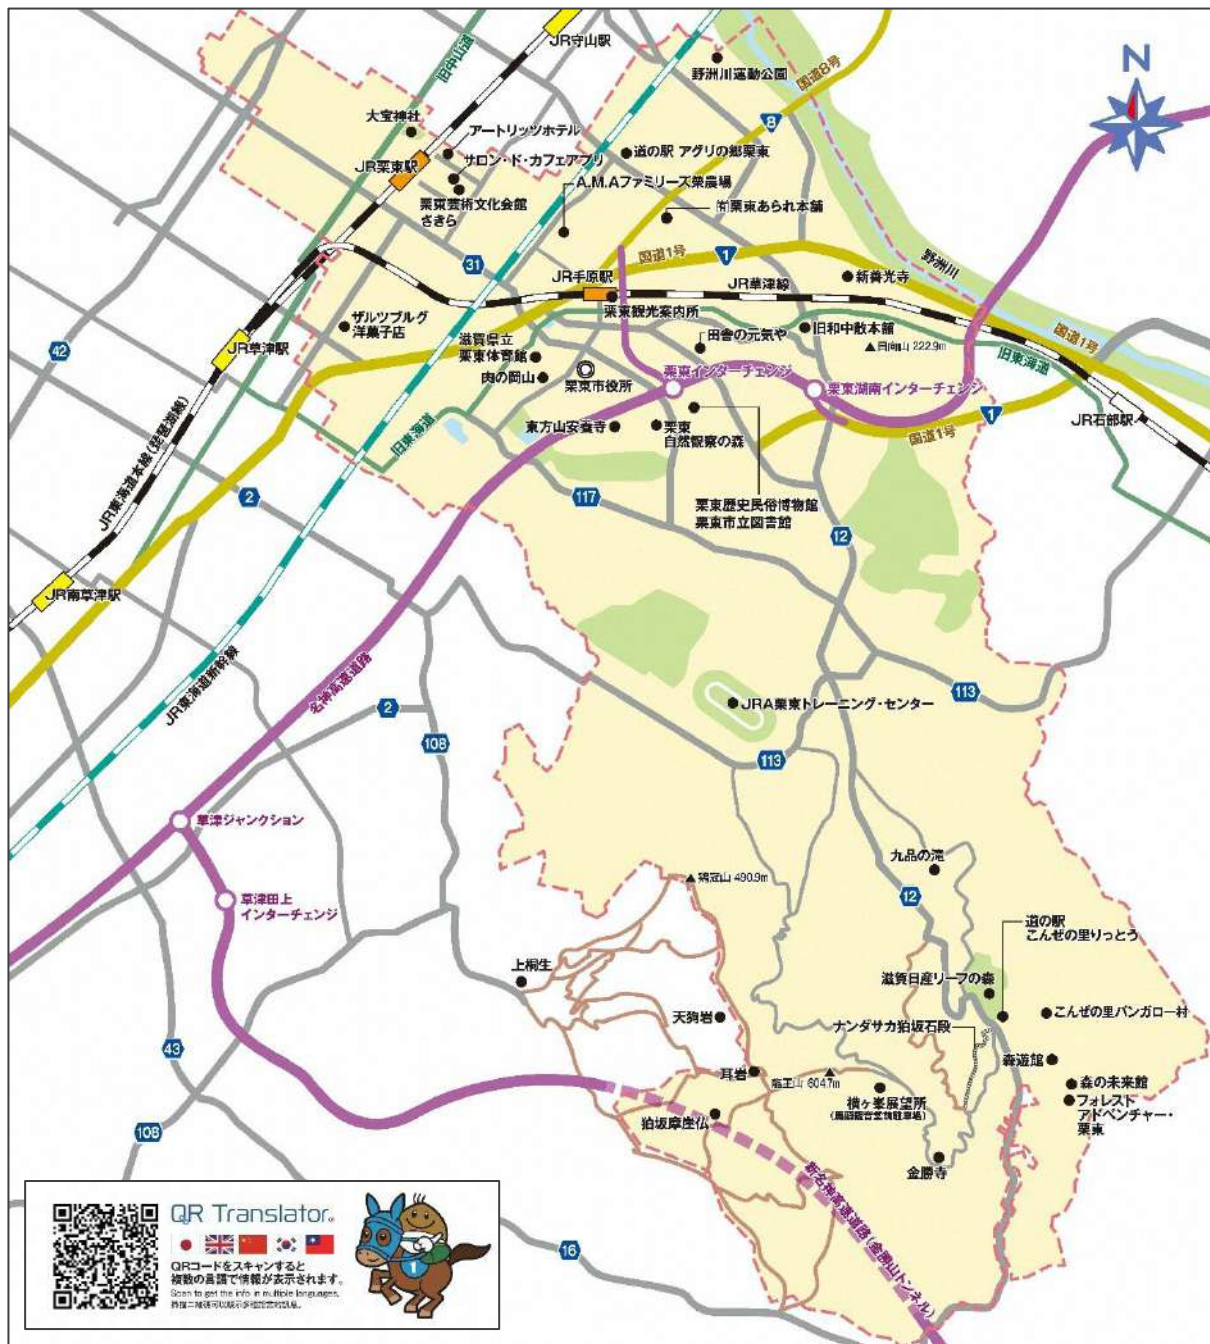 JR守山駅
旧中山道
野洲川運動公園
国道8号
N
8
大宝神社
アートリッツホテル
道の駅 アグリの郷栗東
JR栗東駅
サロン・ド・カフェアプリ
A.M.Aファミリーズ菜農場
栗東芸術文化会館
さきら
㈲栗東あられ本舗
31
国道1号
1
野洲川
JR手原駅
JR草津線
新善光寺
栗東観光案内所
ザルツブルグ
洋菓子店
滋賀県立
栗東体育館
田舎の元気や
旧和中散本舗
▲日向山 222.9m
旧東海道
国道1号
42
JR草津駅
肉の岡山
栗東市役所
栗東インターチェンジ
栗東湖南インターチェンジ
1
国道1号
JR石部駅
旧東海道
東方山安養寺
栗東
自然観察の森
JR東海道本線(琵琶湖線)
2
117
栗東歴史民俗博物館
栗東市立図書館
12
JR南草津駅
JR東海道新幹線
名神高速道路
2
108
113
JRA栗東トレーニング・センター
113
草津ジャンクション
九品の滝
▲鶏冠山 490.9m
12
草津田上
インターチェンジ
道の駅
こんぜの里りっとう
上桐生
滋賀日産リーフの森
天狗岩
ナンダサカ狛坂石段
こんぜの里バンガロー村
43
森遊館
耳岩
竜王山 604.7m
森の未来館
横ヶ峯展望所
フォレスト
アドベンチャー・
栗東
狛坂摩崖仏
108
金勝寺
新名神高速道路(金勝山トンネル)
16
QR Translator
QRコードをスキャンすると
複数の言語で情報が表示されます。
Scan to get the info in multiple languages.
1